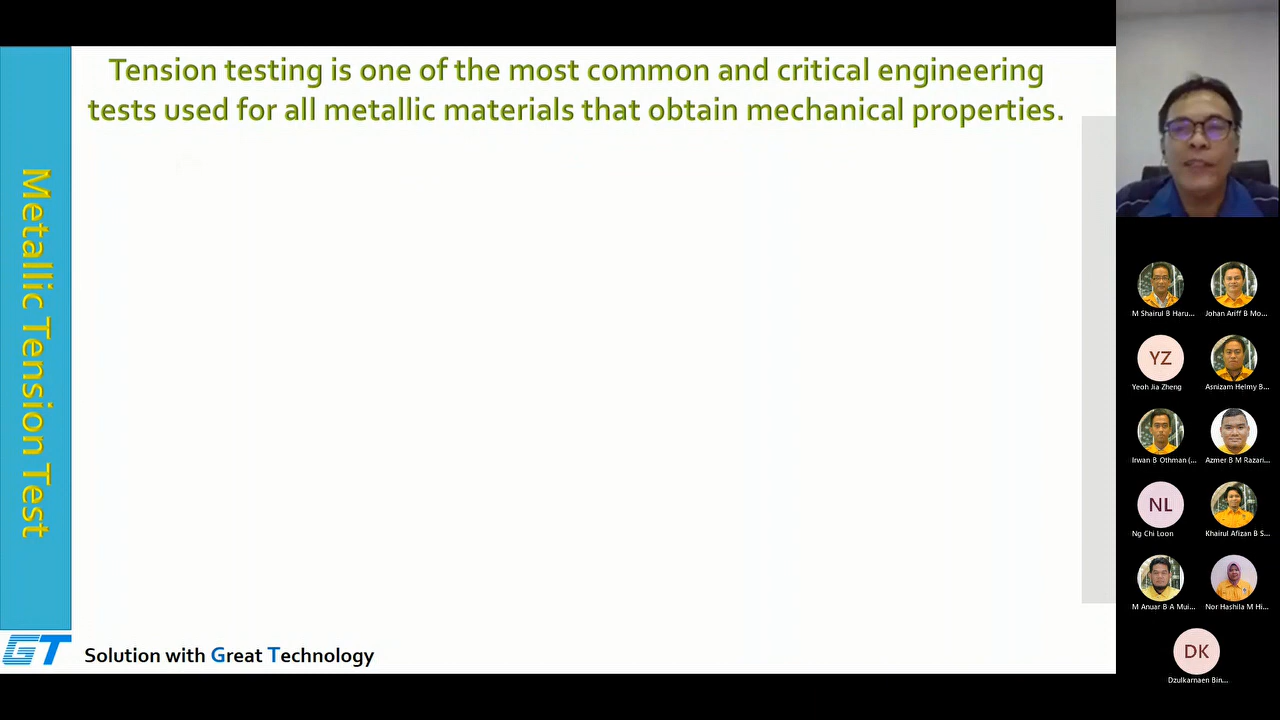 Tension testing is one of the most common and critical engineering
tests used for all metallic materials that obtain mechanical properties.
Metallic Tension Test
GT
Solution with Great Technology
M Shairul B Haru...
Johan Ariff B Mo...
YZ
Yeoh Jia Zheng
Asnizam Helmy B...
Irwan B Othman (...
Azmer B M Razari...
NL
Ng Chi Loon
Khairul Afizan B S...
M Anuar B A Mui...
Nor Hashila M Hi...
DK
Dzulkarnaen Bin...